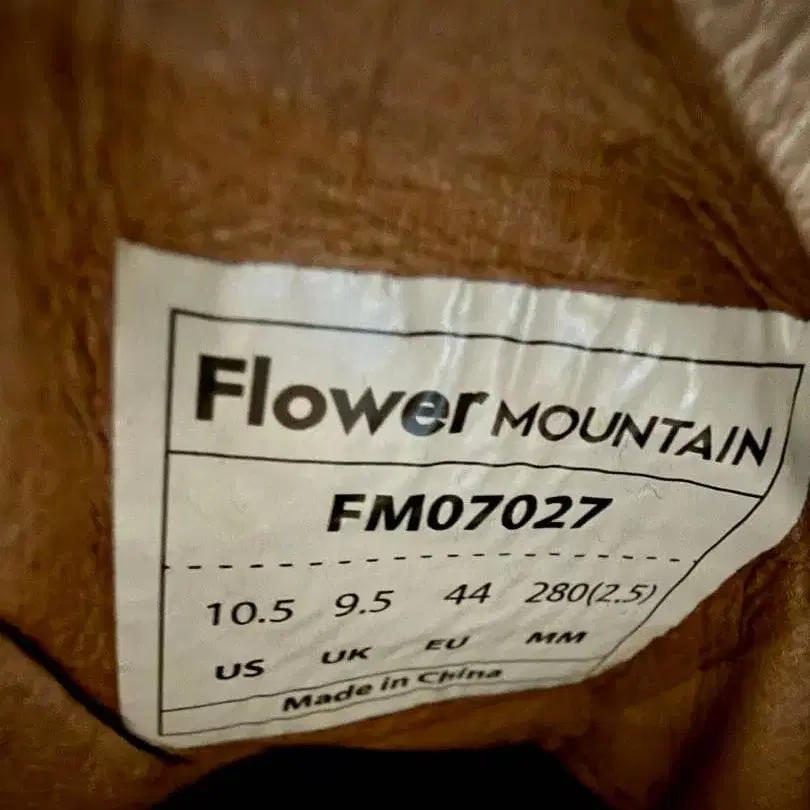 Flower MOUNTAIN
FM07027
10.5 9.5 44 280(2.5)
US UK EU MM
Made in China